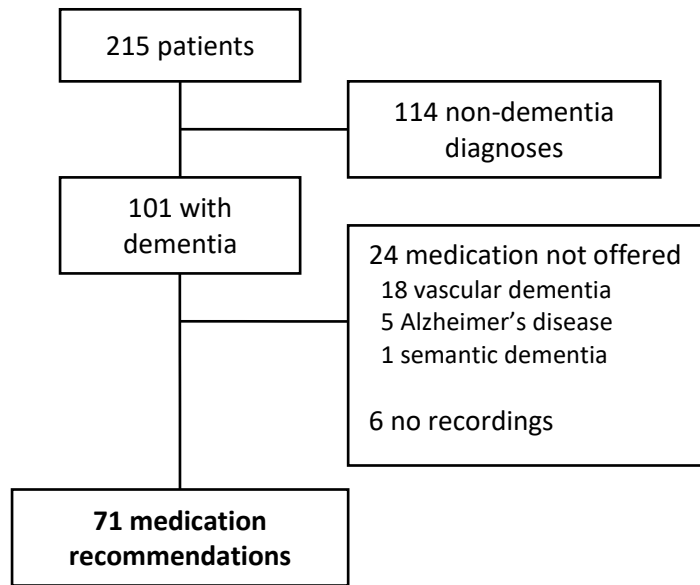 215 patients
114 non-dementia
diagnoses
101 with
dementia
24 medication not offered
18 vascular dementia
5 Alzheimer’s disease
1 semantic dementia
6 no recordings
71 medication
recommendations